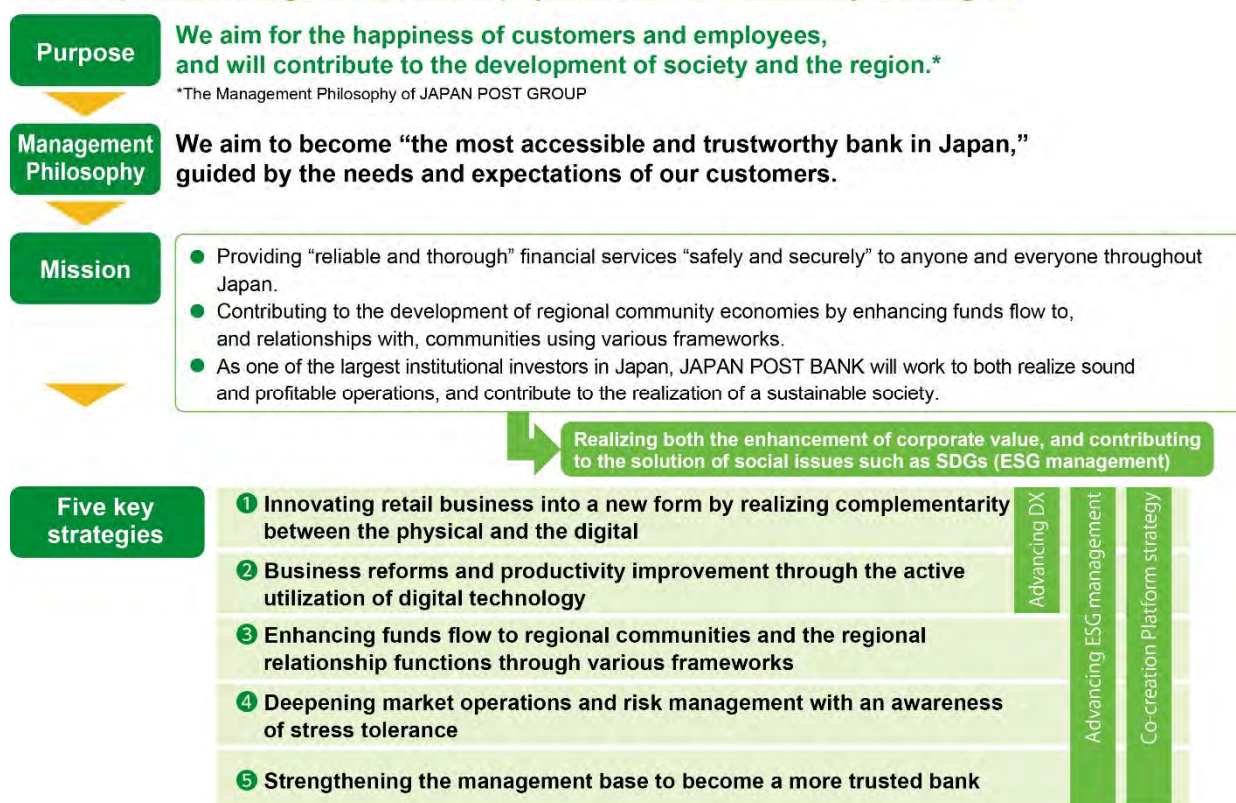 Purpose
We aim for the happiness of customers and employees,
and will contribute to the development of society and the region.*
*The Management Philosophy of JAPAN POST GROUP
Management
Philosophy
We aim to become “the most accessible and trustworthy bank in Japan,”
guided by the needs and expectations of our customers.
Mission
● Providing “reliable and thorough” financial services “safely and securely” to anyone and everyone throughout
Japan.
● Contributing to the development of regional community economies by enhancing funds flow to,
and relationships with, communities using various frameworks.
● As one of the largest institutional investors in Japan, JAPAN POST BANK will work to both realize sound
and profitable operations, and contribute to the realization of a sustainable society.
Realizing both the enhancement of corporate value, and contributing
to the solution of social issues such as SDGs (ESG management)
Five key
strategies
❶ Innovating retail business into a new form by realizing complementarity
between the physical and the digital
❷ Business reforms and productivity improvement through the active
utilization of digital technology
❸ Enhancing funds flow to regional communities and the regional
relationship functions through various frameworks
❹ Deepening market operations and risk management with an awareness
of stress tolerance
❺ Strengthening the management base to become a more trusted bank
Advancing DX
Advancing ESG management
Co-creation Platform strategy